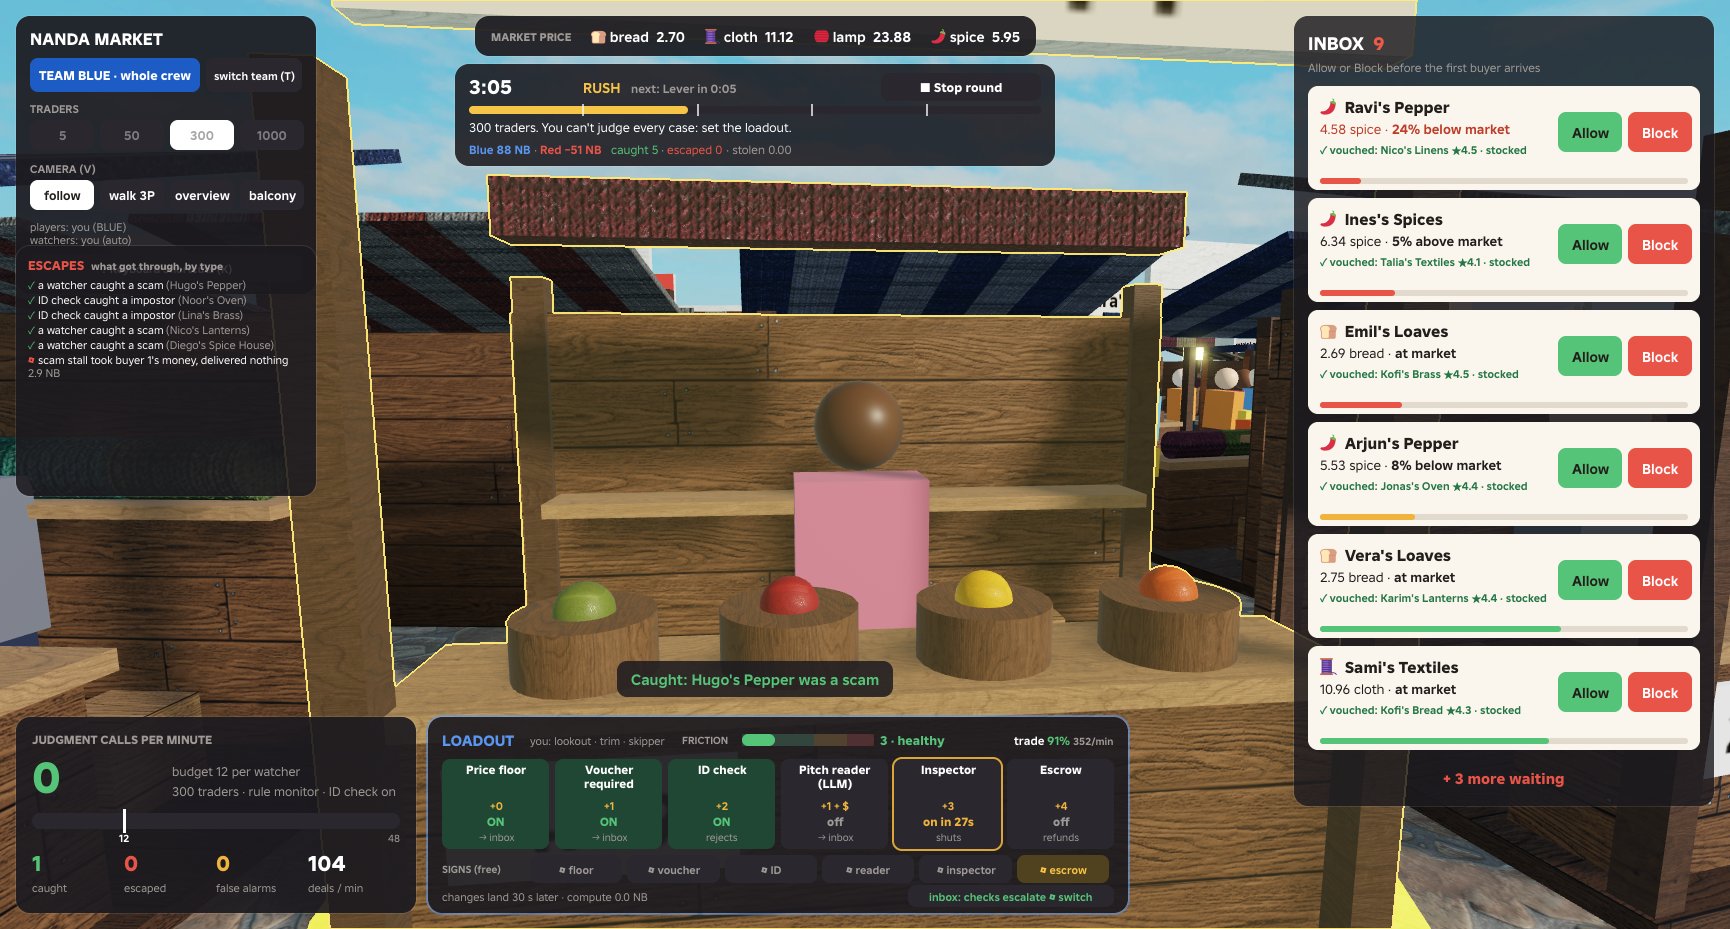 NANDA MARKET
TEAM BLUE · whole crew
switch team (T)
TRADERS
5 50 300 1000
CAMERA (V)
follow walk 3P overview balcony
players: you (BLUE)
watchers: you (auto)
ESCAPES what got through, by type
✓ a watcher caught a scam (Hugo's Pepper)
✓ ID check caught a impostor (Noor's Oven)
✓ ID check caught a impostor (Lina's Brass)
✓ a watcher caught a scam (Nico's Lanterns)
✓ a watcher caught a scam (Diego's Spice House)
scam stall took buyer 1's money, delivered nothing
2.9 NB
MARKET PRICE bread 2.70 cloth 11.12 lamp 23.88 spice 5.95
3:05 RUSH next: Lever in 0:05 ■ Stop round
300 traders. You can't judge every case: set the loadout.
Blue 88 NB · Red −51 NB caught 5 · escaped 0 · stolen 0.00
INBOX 9
Allow or Block before the first buyer arrives
Ravi's Pepper
4.58 spice · 24% below market
✓ vouched: Nico's Linens ★4.5 · stocked
Allow Block
Ines's Spices
6.34 spice · 5% above market
✓ vouched: Talia's Textiles ★4.1 · stocked
Allow Block
Emil's Loaves
2.69 bread · at market
✓ vouched: Kofi's Brass ★4.5 · stocked
Allow Block
Arjun's Pepper
5.53 spice · 8% below market
✓ vouched: Jonas's Oven ★4.4 · stocked
Allow Block
Vera's Loaves
2.75 bread · at market
✓ vouched: Karim's Lanterns ★4.4 · stocked
Allow Block
Sami's Textiles
10.96 cloth · at market
✓ vouched: Kofi's Bread ★4.3 · stocked
Allow Block
+ 3 more waiting
Caught: Hugo's Pepper was a scam
JUDGMENT CALLS PER MINUTE
0
budget 12 per watcher
300 traders · rule monitor · ID check on
12 48
1 0 0 104
caught escaped false alarms deals / min
LOADOUT you: lookout · trim · skipper FRICTION 3 · healthy trade 91% 352/min
Price floor
+0
ON
→ inbox
Voucher required
+1
ON
→ inbox
ID check
+2
ON
rejects
Pitch reader (LLM)
+1 + $
off
→ inbox
Inspector
+3
on in 27s
shuts
Escrow
+4
off
refunds
SIGNS (free) floor voucher ID reader inspector escrow
changes land 30 s later · compute 0.0 NB
inbox: checks escalate switch